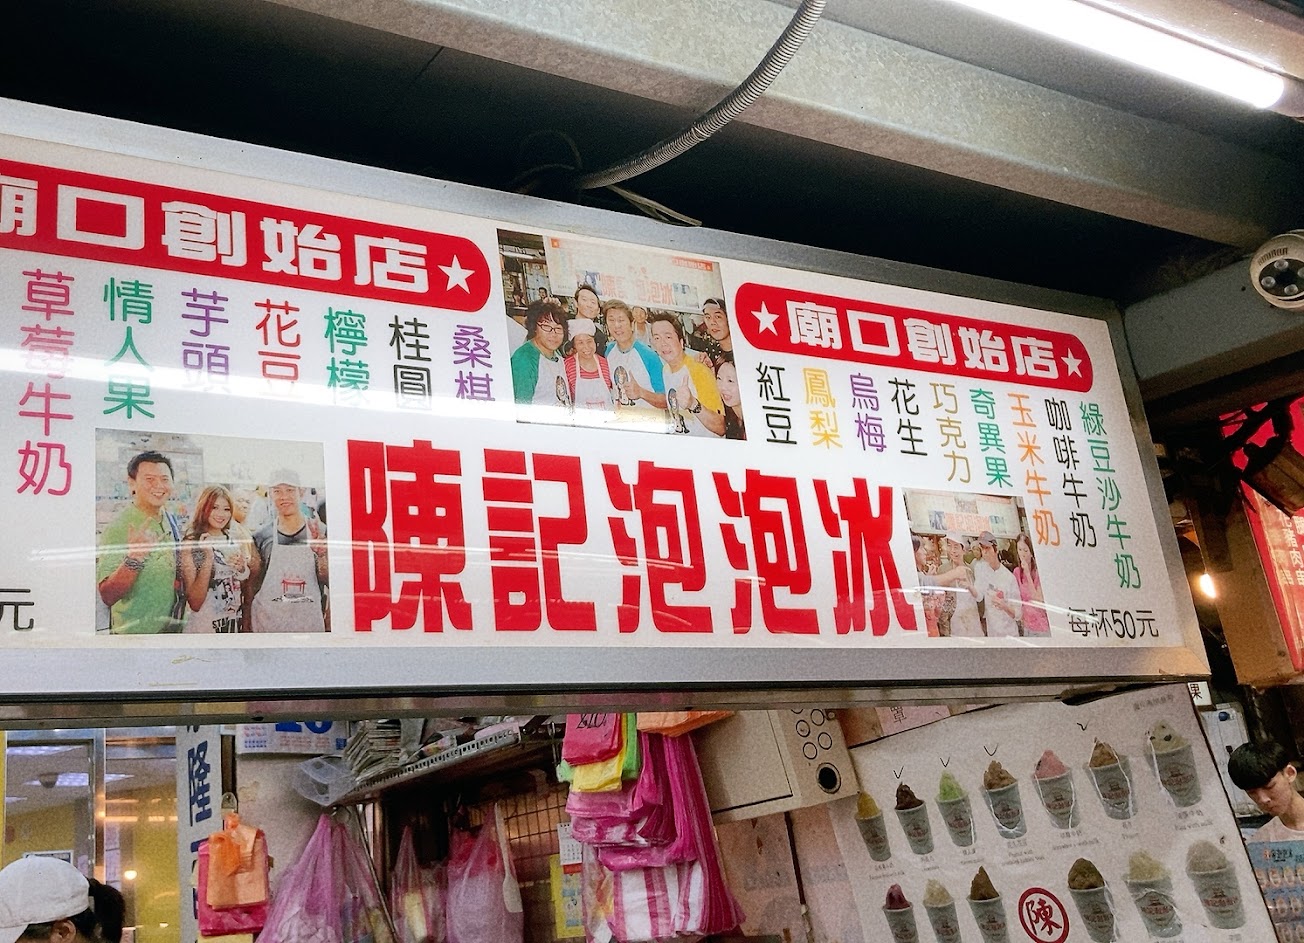 廟口創始店
草莓牛奶
情人果
芋頭
花豆
檸檬
桂圓
桑椹
元
陳記泡泡冰
廟口創始店
紅豆
鳳梨
烏梅
花生
巧克力
奇異果
玉米牛奶
咖啡牛奶
綠豆沙牛奶
每杯50元
隆
果
陳